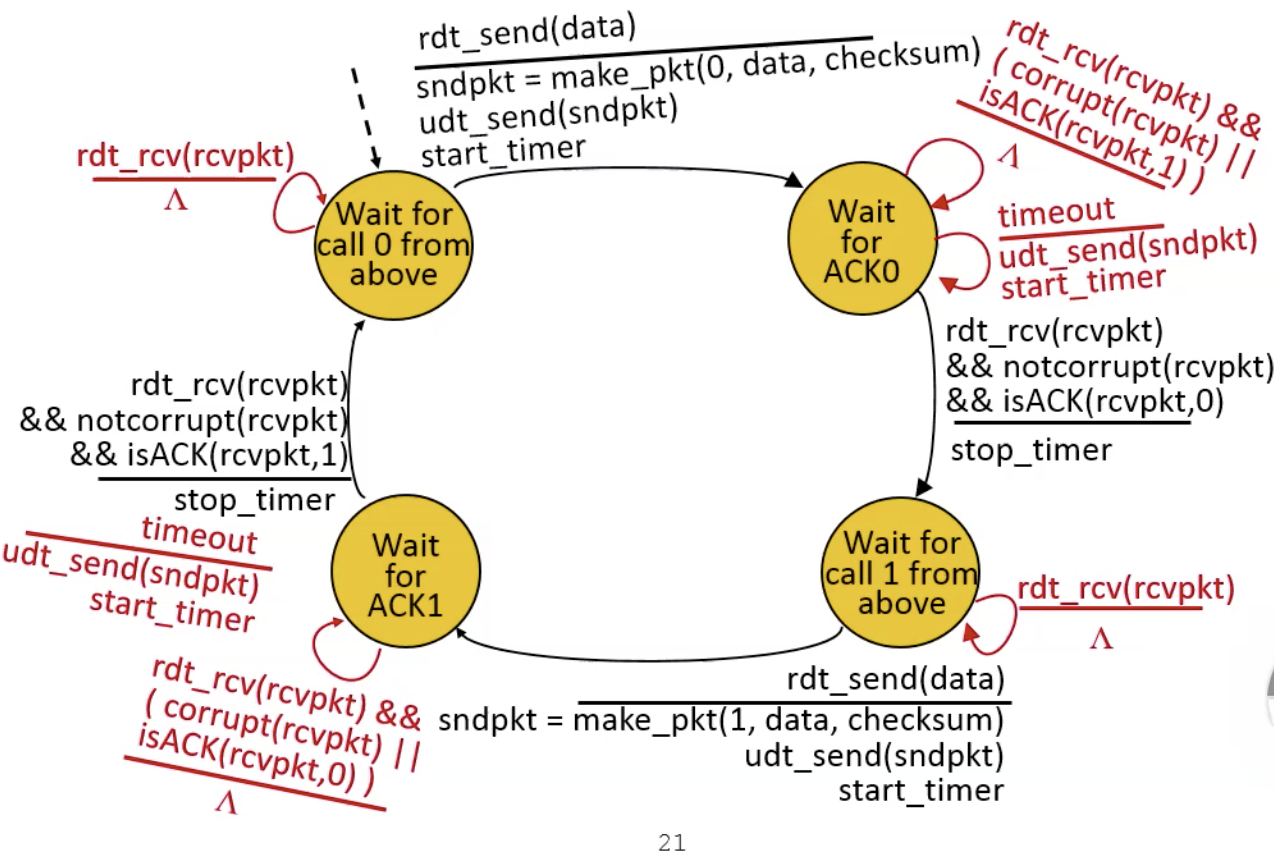 rdt_send(data)
sndpkt = make_pkt(0, data, checksum)
udt_send(sndpkt)
start_timer
rdt_rcv(rcvpkt) &&
( corrupt(rcvpkt) ||
isACK(rcvpkt,1) )
Λ
rdt_rcv(rcvpkt)
Λ
Wait for
call 0 from
above
Wait
for
ACK0
timeout
udt_send(sndpkt)
start_timer
rdt_rcv(rcvpkt)
&& notcorrupt(rcvpkt)
&& isACK(rcvpkt,0)
stop_timer
rdt_rcv(rcvpkt)
&& notcorrupt(rcvpkt)
&& isACK(rcvpkt,1)
stop_timer
timeout
udt_send(sndpkt)
start_timer
Wait
for
ACK1
Wait for
call 1 from
above
rdt_rcv(rcvpkt)
Λ
rdt_rcv(rcvpkt) &&
( corrupt(rcvpkt) ||
isACK(rcvpkt,0) )
Λ
rdt_send(data)
sndpkt = make_pkt(1, data, checksum)
udt_send(sndpkt)
start_timer
21